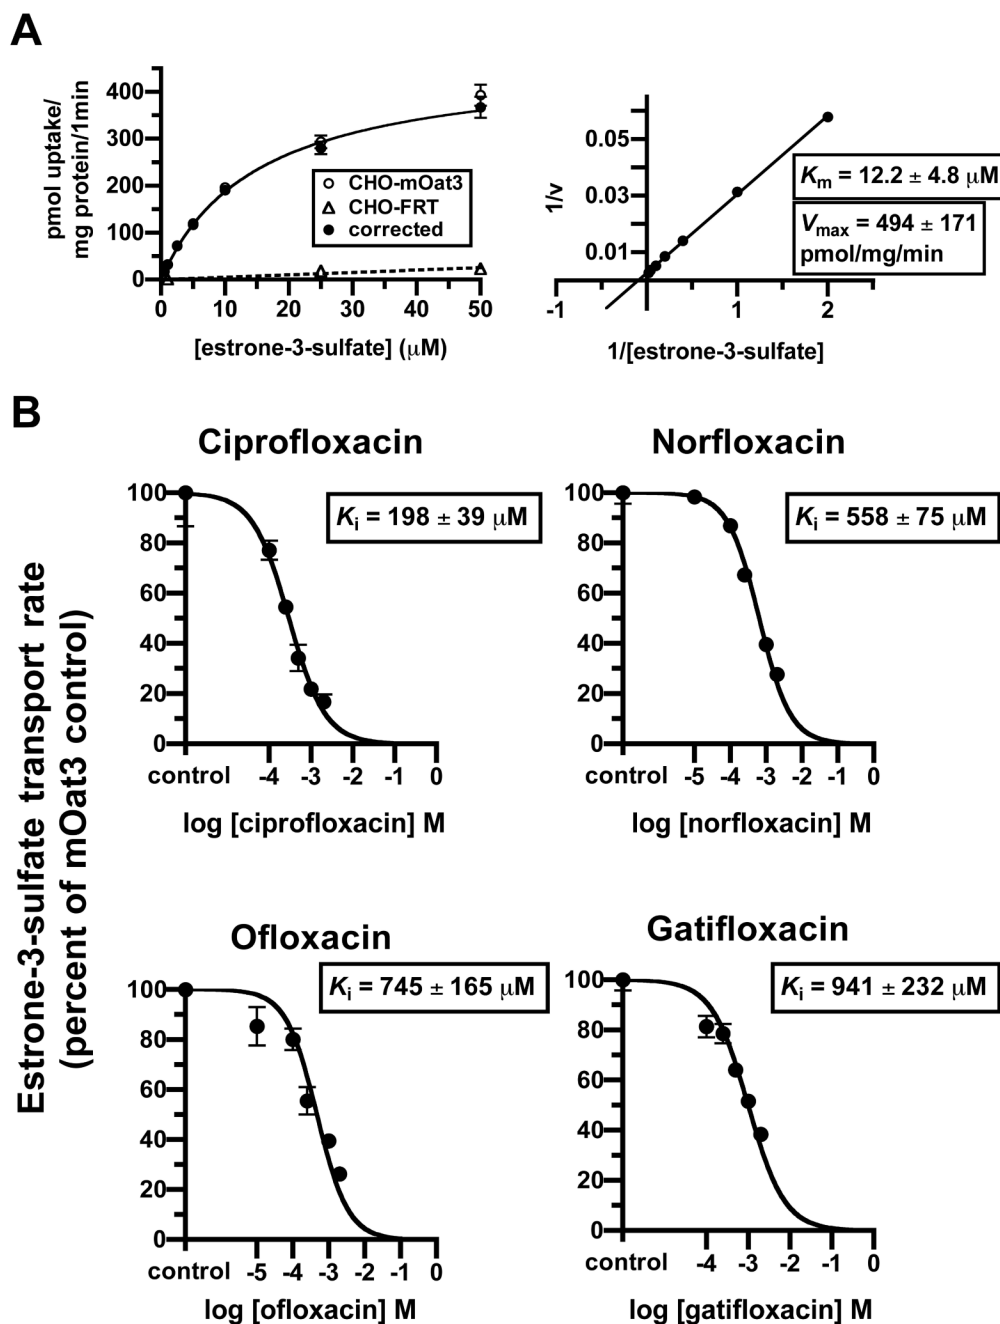 A
pmol uptake/
mg protein/1min
400
300
200
100
0
0
10
20
30
40
50
CHO-mOat3
CHO-FRT
corrected
[estrone-3-sulfate] (μM)
1/v
0.05
0.03
0.01
-1
0
1
2
Km = 12.2 ± 4.8 μM
Vmax = 494 ± 171
pmol/mg/min
1/[estrone-3-sulfate]
B
Estrone-3-sulfate transport rate
(percent of mOat3 control)
Ciprofloxacin
Ki = 198 ± 39 μM
100
80
60
40
20
0
control
-4
-3
-2
-1
0
log [ciprofloxacin] M
Norfloxacin
Ki = 558 ± 75 μM
100
80
60
40
20
0
control
-5
-4
-3
-2
-1
0
log [norfloxacin] M
Ofloxacin
Ki = 745 ± 165 μM
100
80
60
40
20
0
control
-5
-4
-3
-2
-1
0
log [ofloxacin] M
Gatifloxacin
Ki = 941 ± 232 μM
100
80
60
40
20
0
control
-4
-3
-2
-1
0
log [gatifloxacin] M